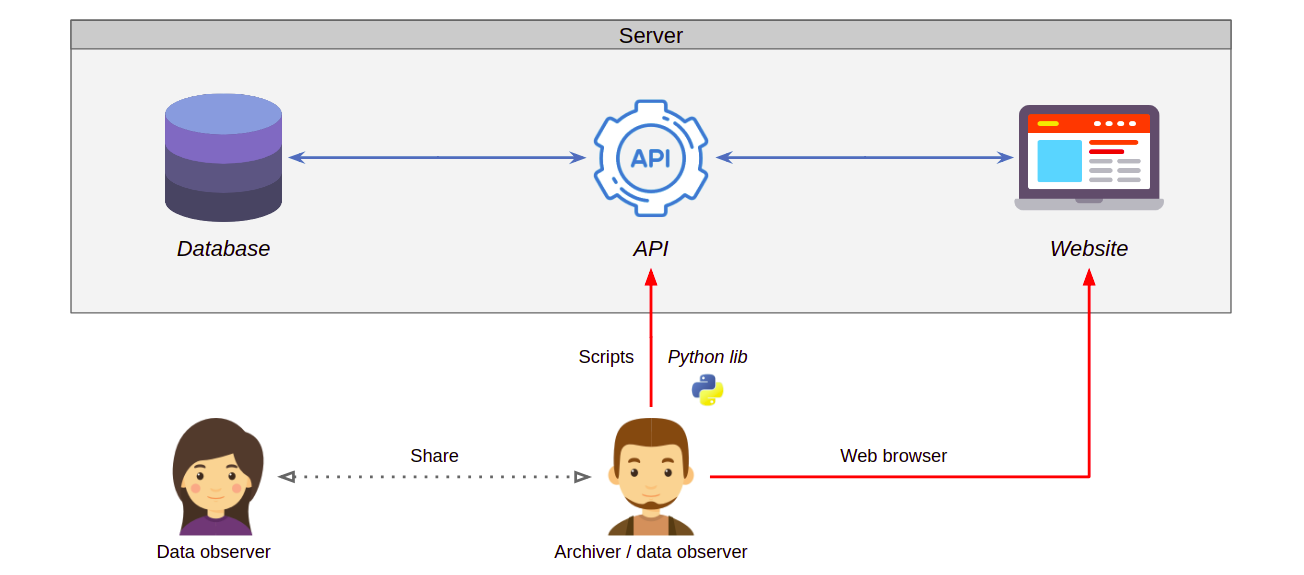 Server
API
Database
API
Website
Scripts
Python lib
Share
Web browser
Data observer
Archiver / data observer